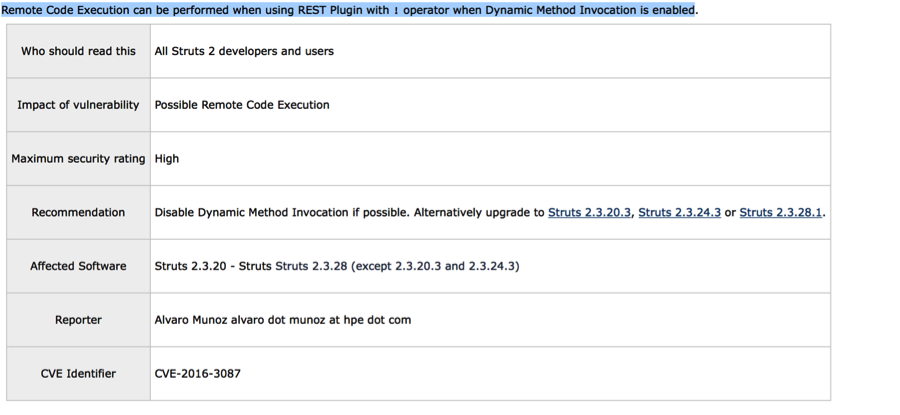 Remote Code Execution can be performed when using REST Plugin with ! operator when Dynamic Method Invocation is enabled.
Who should read this All Struts 2 developers and users
Impact of vulnerability Possible Remote Code Execution
Maximum security rating High
Recommendation Disable Dynamic Method Invocation if possible. Alternatively upgrade to Struts 2.3.20.3, Struts 2.3.24.3 or Struts 2.3.28.1.
Affected Software Struts 2.3.20 - Struts Struts 2.3.28 (except 2.3.20.3 and 2.3.24.3)
Reporter Alvaro Munoz alvaro dot munoz at hpe dot com
CVE Identifier CVE-2016-3087